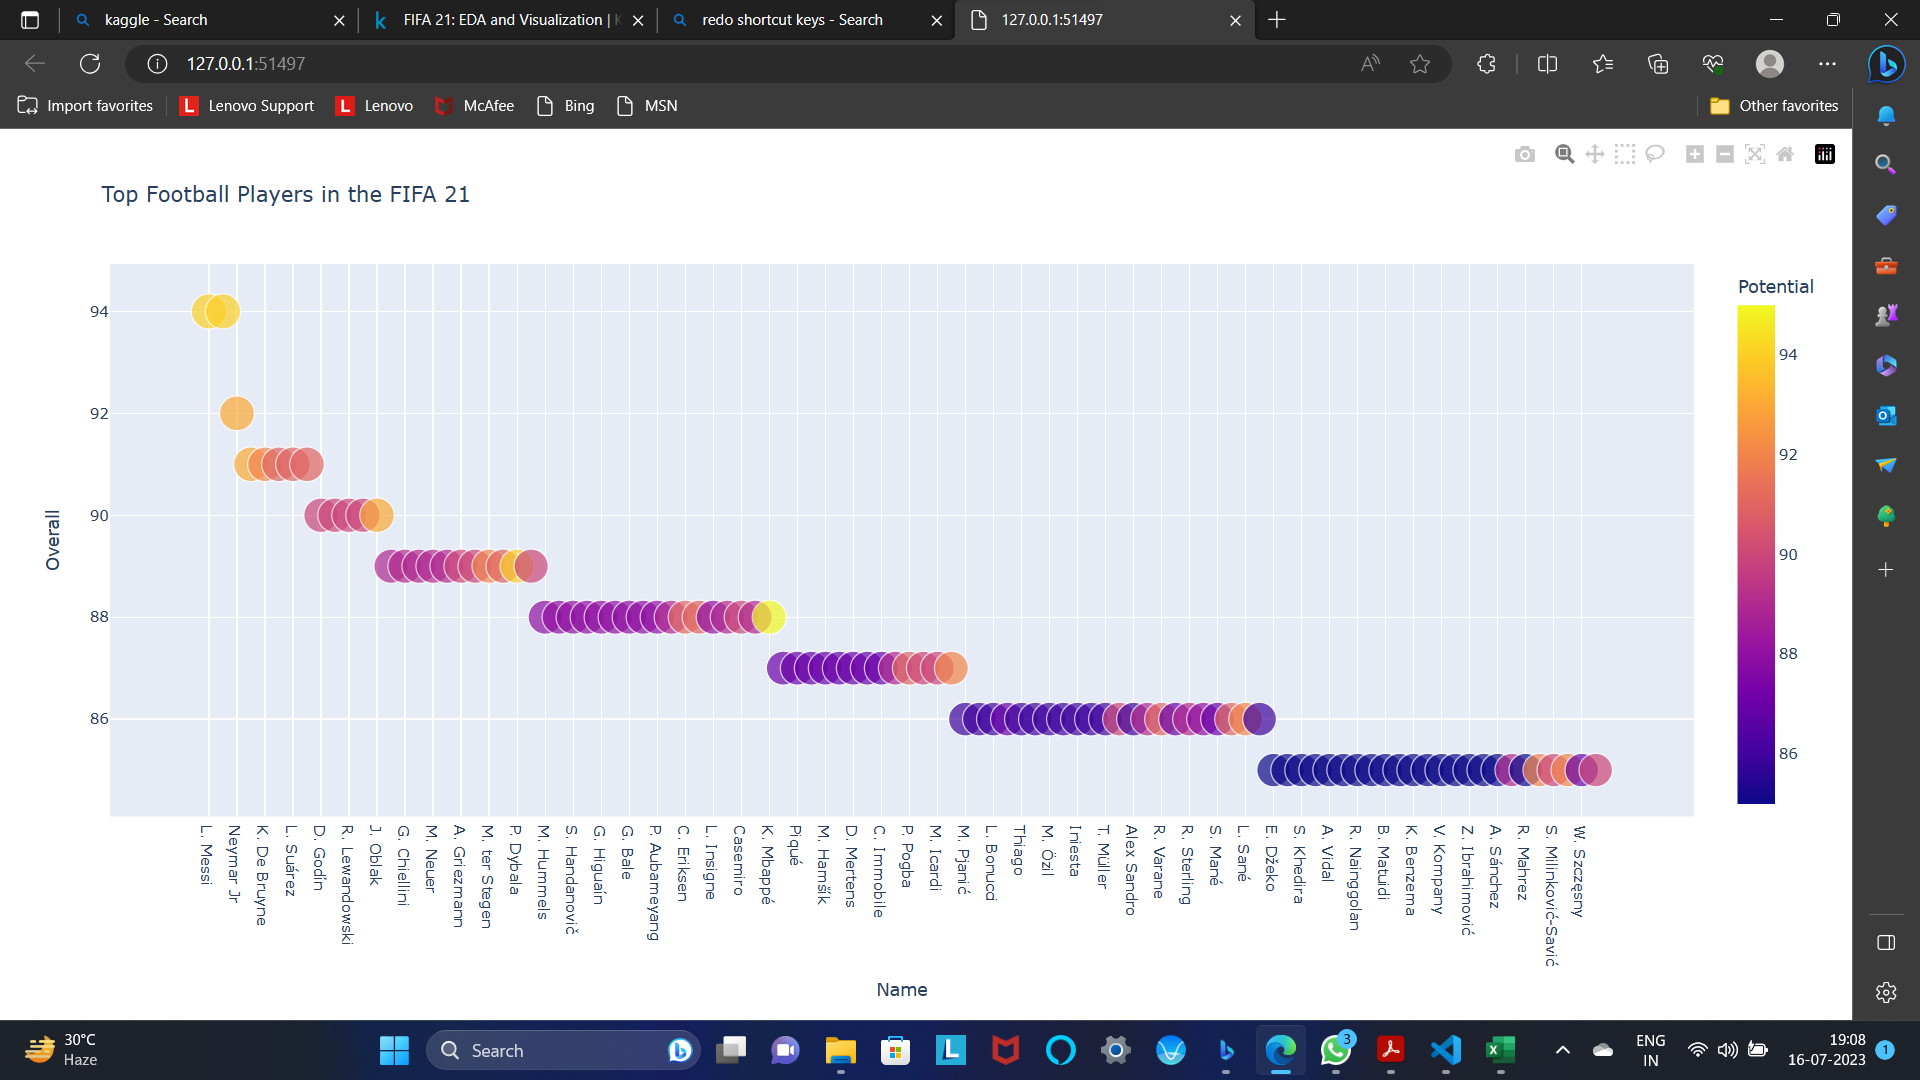 kaggle - Search
FIFA 21: EDA and Visualization | K
redo shortcut keys - Search
127.0.0.1:51497
127.0.0.1:51497
Import favorites
Lenovo Support
Lenovo
McAfee
Bing
MSN
Other favorites
Top Football Players in the FIFA 21
Overall
94
92
90
88
86
Potential
94
92
90
88
86
L. Messi
Neymar Jr
K. De Bruyne
L. Suárez
D. Godín
R. Lewandowski
J. Oblak
G. Chiellini
M. Neuer
A. Griezmann
M. ter Stegen
P. Dybala
M. Hummels
S. Handanovič
G. Higuaín
G. Bale
P. Aubameyang
C. Eriksen
L. Insigne
Casemiro
K. Mbappé
Piqué
M. Hamšík
D. Mertens
C. Immobile
P. Pogba
M. Icardi
M. Pjanić
L. Bonucci
Thiago
M. Özil
Iniesta
T. Müller
Alex Sandro
R. Varane
R. Sterling
S. Mané
L. Sané
E. Džeko
S. Khedira
A. Vidal
R. Nainggolan
B. Matuidi
K. Benzema
V. Kompany
Z. Ibrahimović
A. Sánchez
R. Mahrez
S. Milinković-Savić
W. Szczęsny
Name
30°C
Haze
Search
3
ENG
IN
19:08
16-07-2023
1